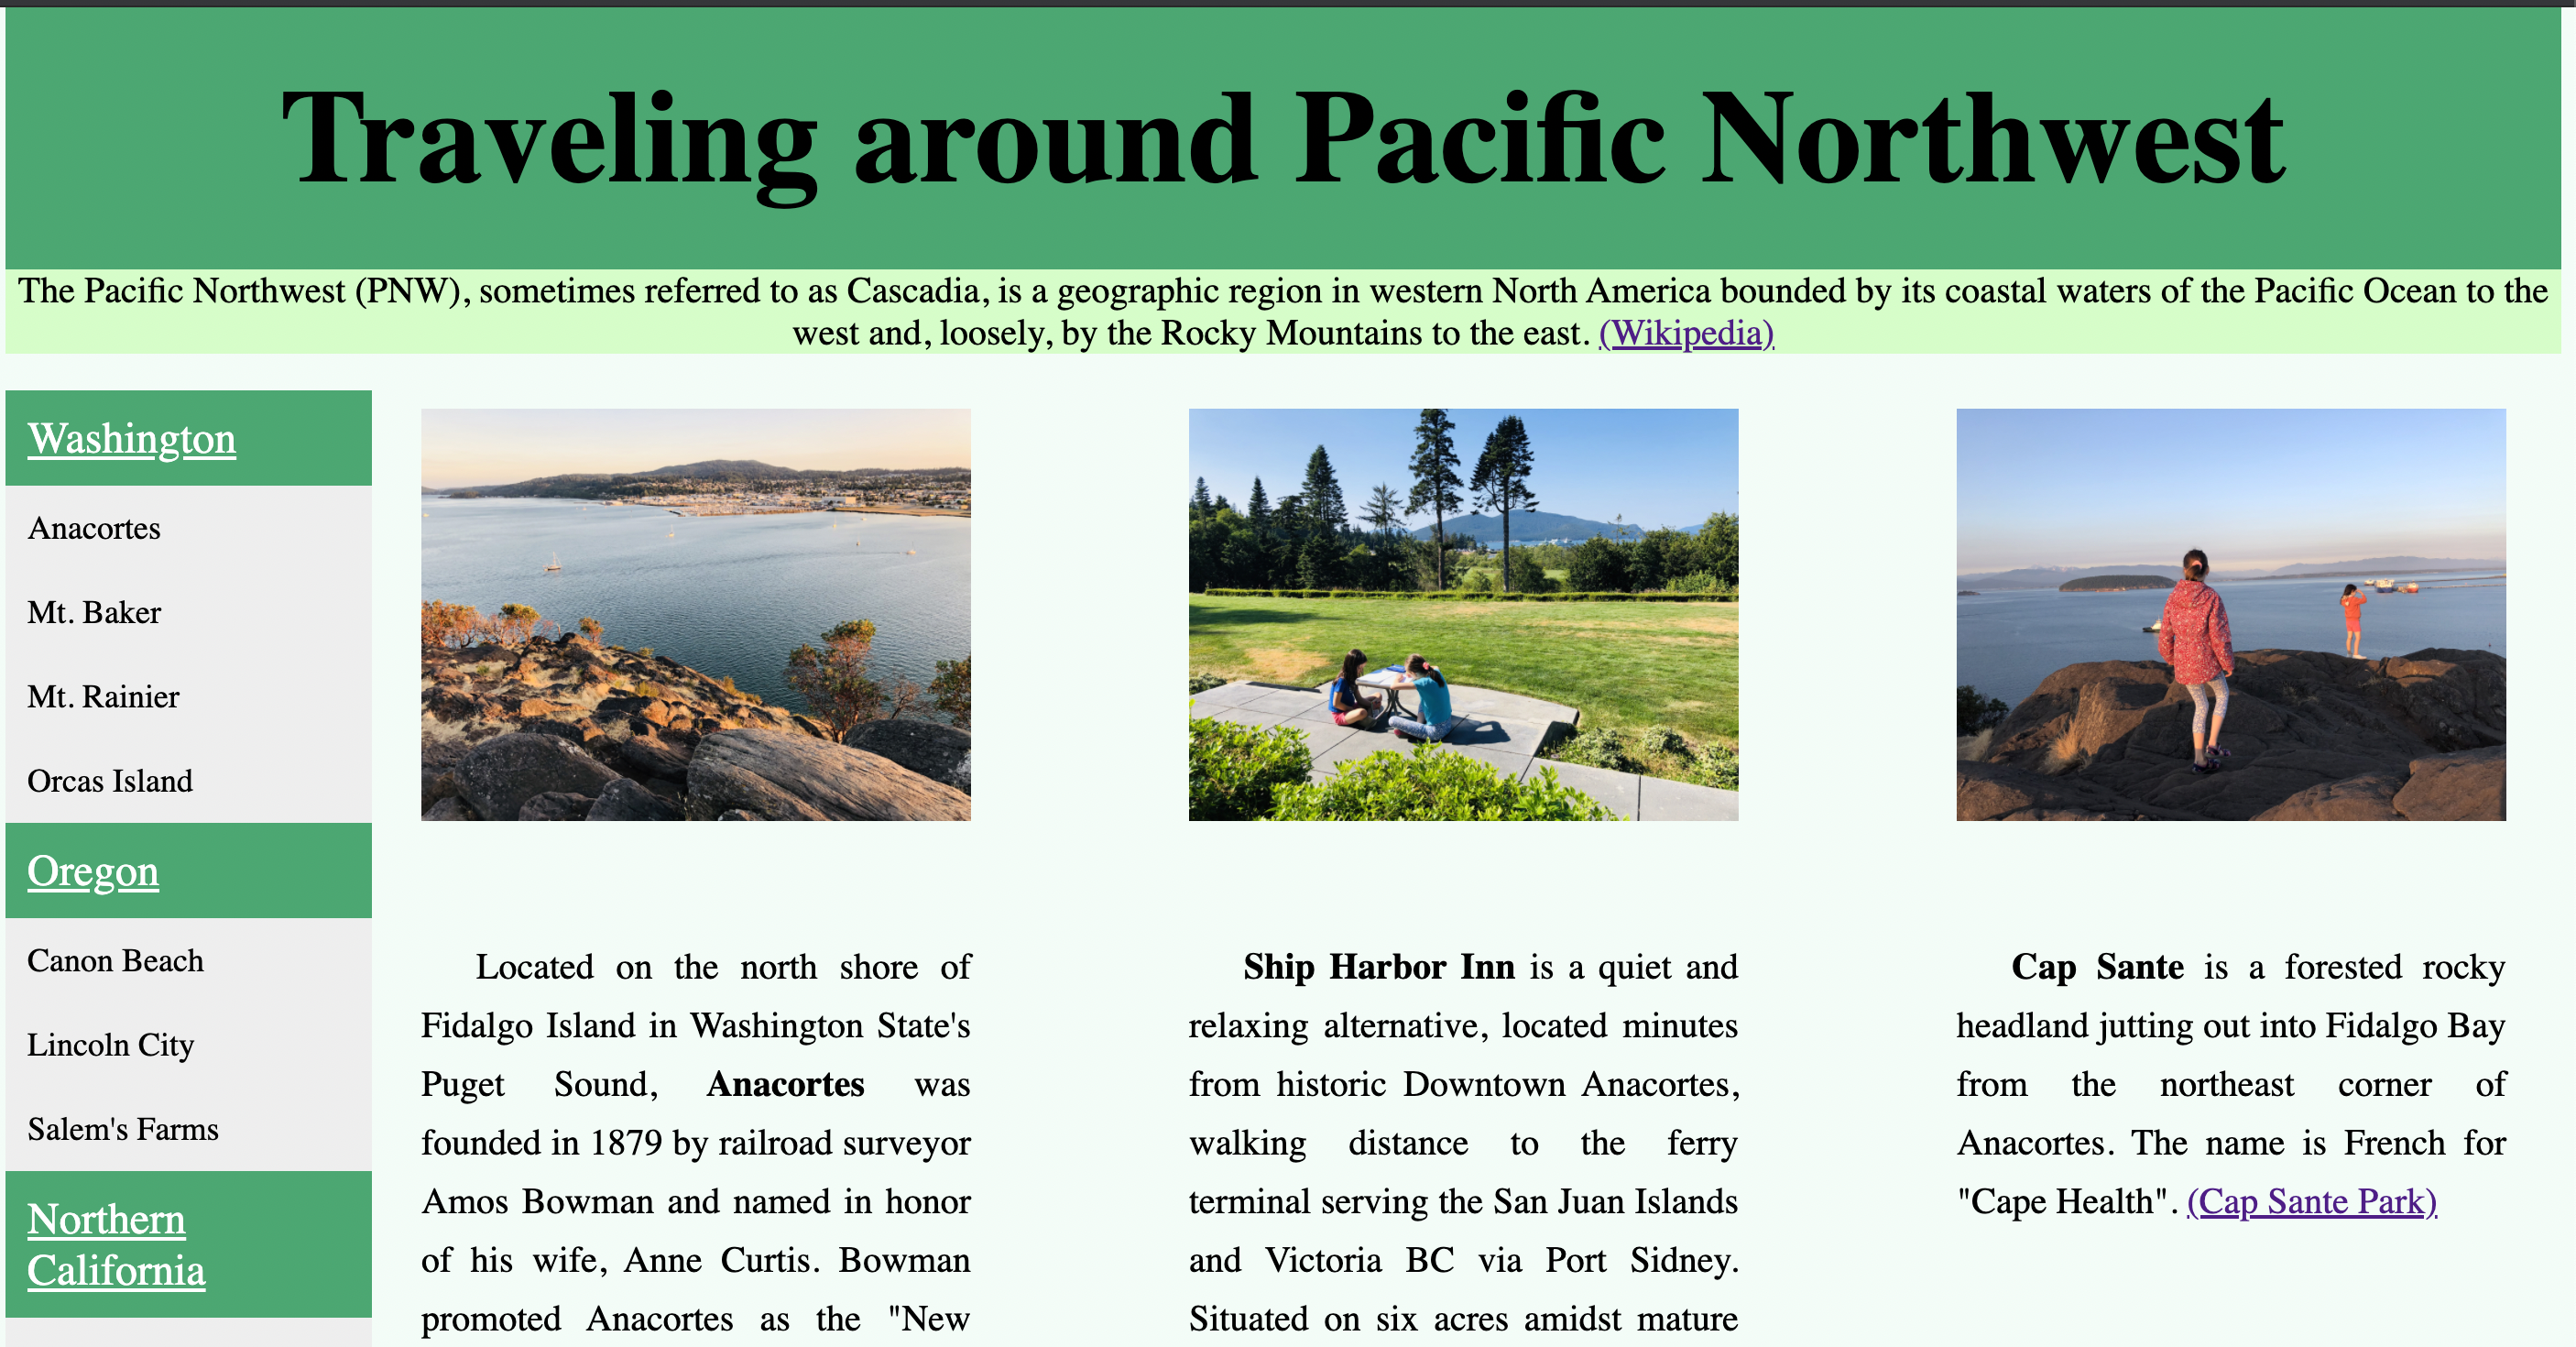 Traveling around Pacific Northwest
The Pacific Northwest (PNW), sometimes referred to as Cascadia, is a geographic region in western North America bounded by its coastal waters of the Pacific Ocean to the
west and, loosely, by the Rocky Mountains to the east. (Wikipedia)
Washington
Anacortes
Mt. Baker
Mt. Rainier
Orcas Island
Oregon
Canon Beach
Lincoln City
Salem's Farms
Northern
California
Located on the north shore of
Fidalgo Island in Washington State's
Puget Sound, Anacortes was
founded in 1879 by railroad surveyor
Amos Bowman and named in honor
of his wife, Anne Curtis. Bowman
promoted Anacortes as the "New
Ship Harbor Inn is a quiet and
relaxing alternative, located minutes
from historic Downtown Anacortes,
walking distance to the ferry
terminal serving the San Juan Islands
and Victoria BC via Port Sidney.
Situated on six acres amidst mature
Cap Sante is a forested rocky
headland jutting out into Fidalgo Bay
from the northeast corner of
Anacortes. The name is French for
"Cape Health". (Cap Sante Park)